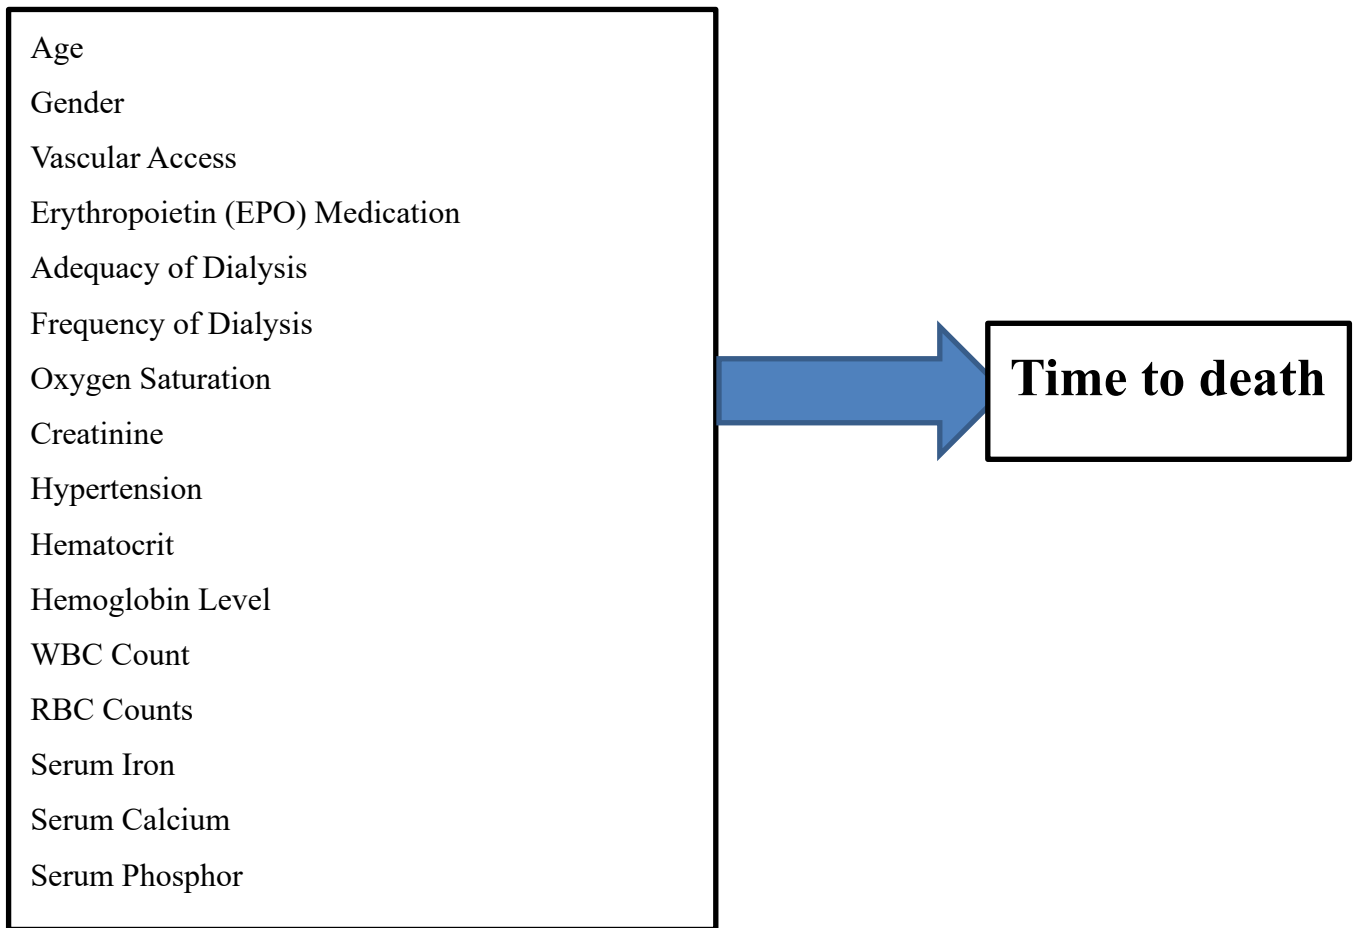 Age
Gender
Vascular Access
Erythropoietin (EPO) Medication
Adequacy of Dialysis
Frequency of Dialysis
Oxygen Saturation
Creatinine
Hypertension
Hematocrit
Hemoglobin Level
WBC Count
RBC Counts
Serum Iron
Serum Calcium
Serum Phosphor
Time to death